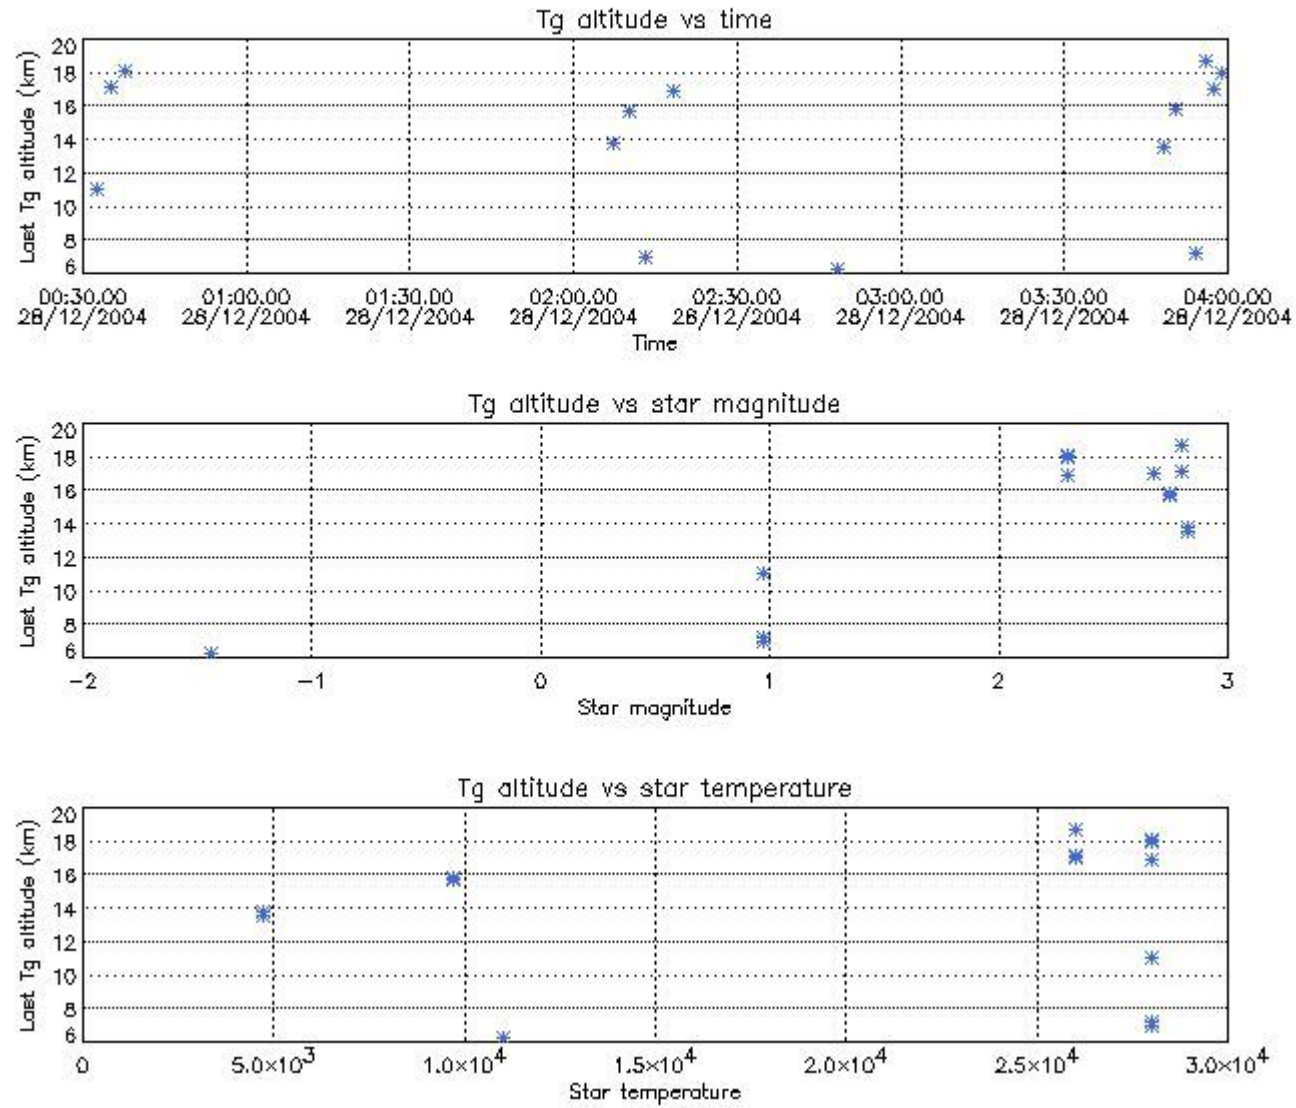 Tg altitude vs time
Last Tg altitude (km)
20
18
16
14
12
10
8
6
00:30.00 01:00.00 01:30.00 02:00.00 02:30.00 03:00.00 03:30.00 04:00.00
28/12/2004 28/12/2004 28/12/2004 28/12/2004 28/12/2004 28/12/2004 28/12/2004 28/12/2004
Time
Tg altitude vs star magnitude
Last Tg altitude (km)
20
18
16
14
12
10
8
6
-2 -1 0 1 2 3
Star magnitude
Tg altitude vs star temperature
Last Tg altitude (km)
20
18
16
14
12
10
8
6
0 5.0×10³ 1.0×10⁴ 1.5×10⁴ 2.0×10⁴ 2.5×10⁴ 3.0×10⁴
Star temperature